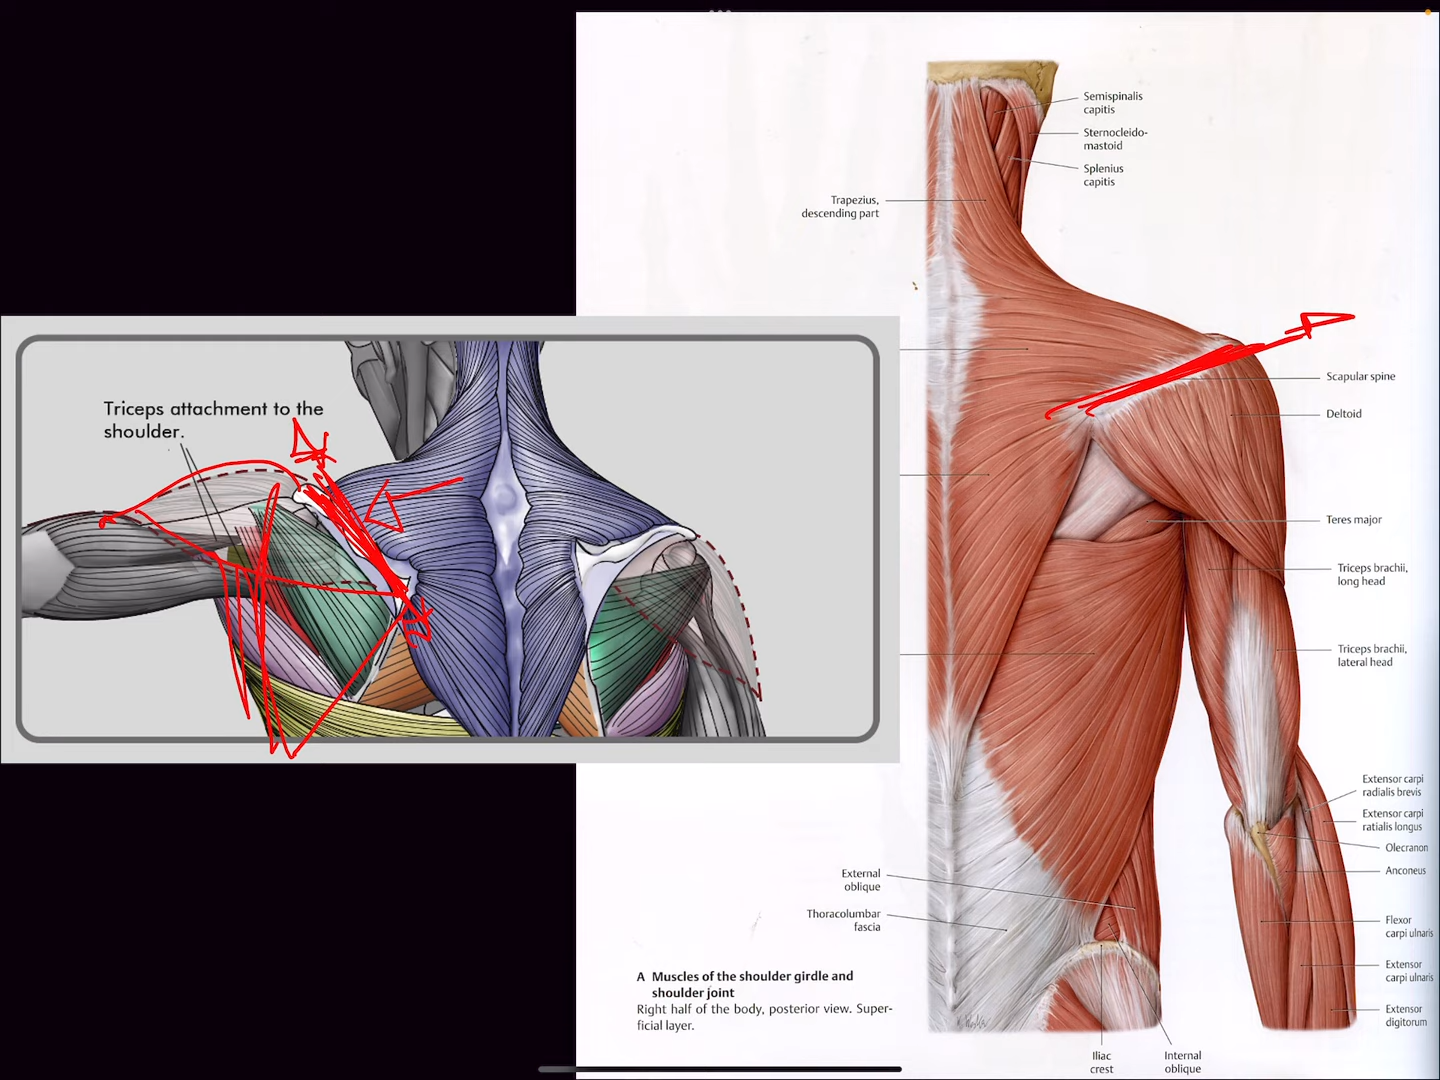 Semispinalis
capitis
Sternocleido-
mastoid
Splenius
capitis
Trapezius,
descending part
Triceps attachment to the
shoulder.
Scapular spine
Deltoid
Teres major
Triceps brachii,
long head
Triceps brachii,
lateral head
Extensor carpi
radialis brevis
Extensor carpi
ratialis longus
Olecranon
Anconeus
External
oblique
Thoracolumbar
fascia
Flexor
carpi ulnaris
Extensor
carpi ulnaris
Extensor
digitorum
A Muscles of the shoulder girdle and
shoulder joint
Right half of the body, posterior view. Super-
ficial layer.
Iliac
crest
Internal
oblique